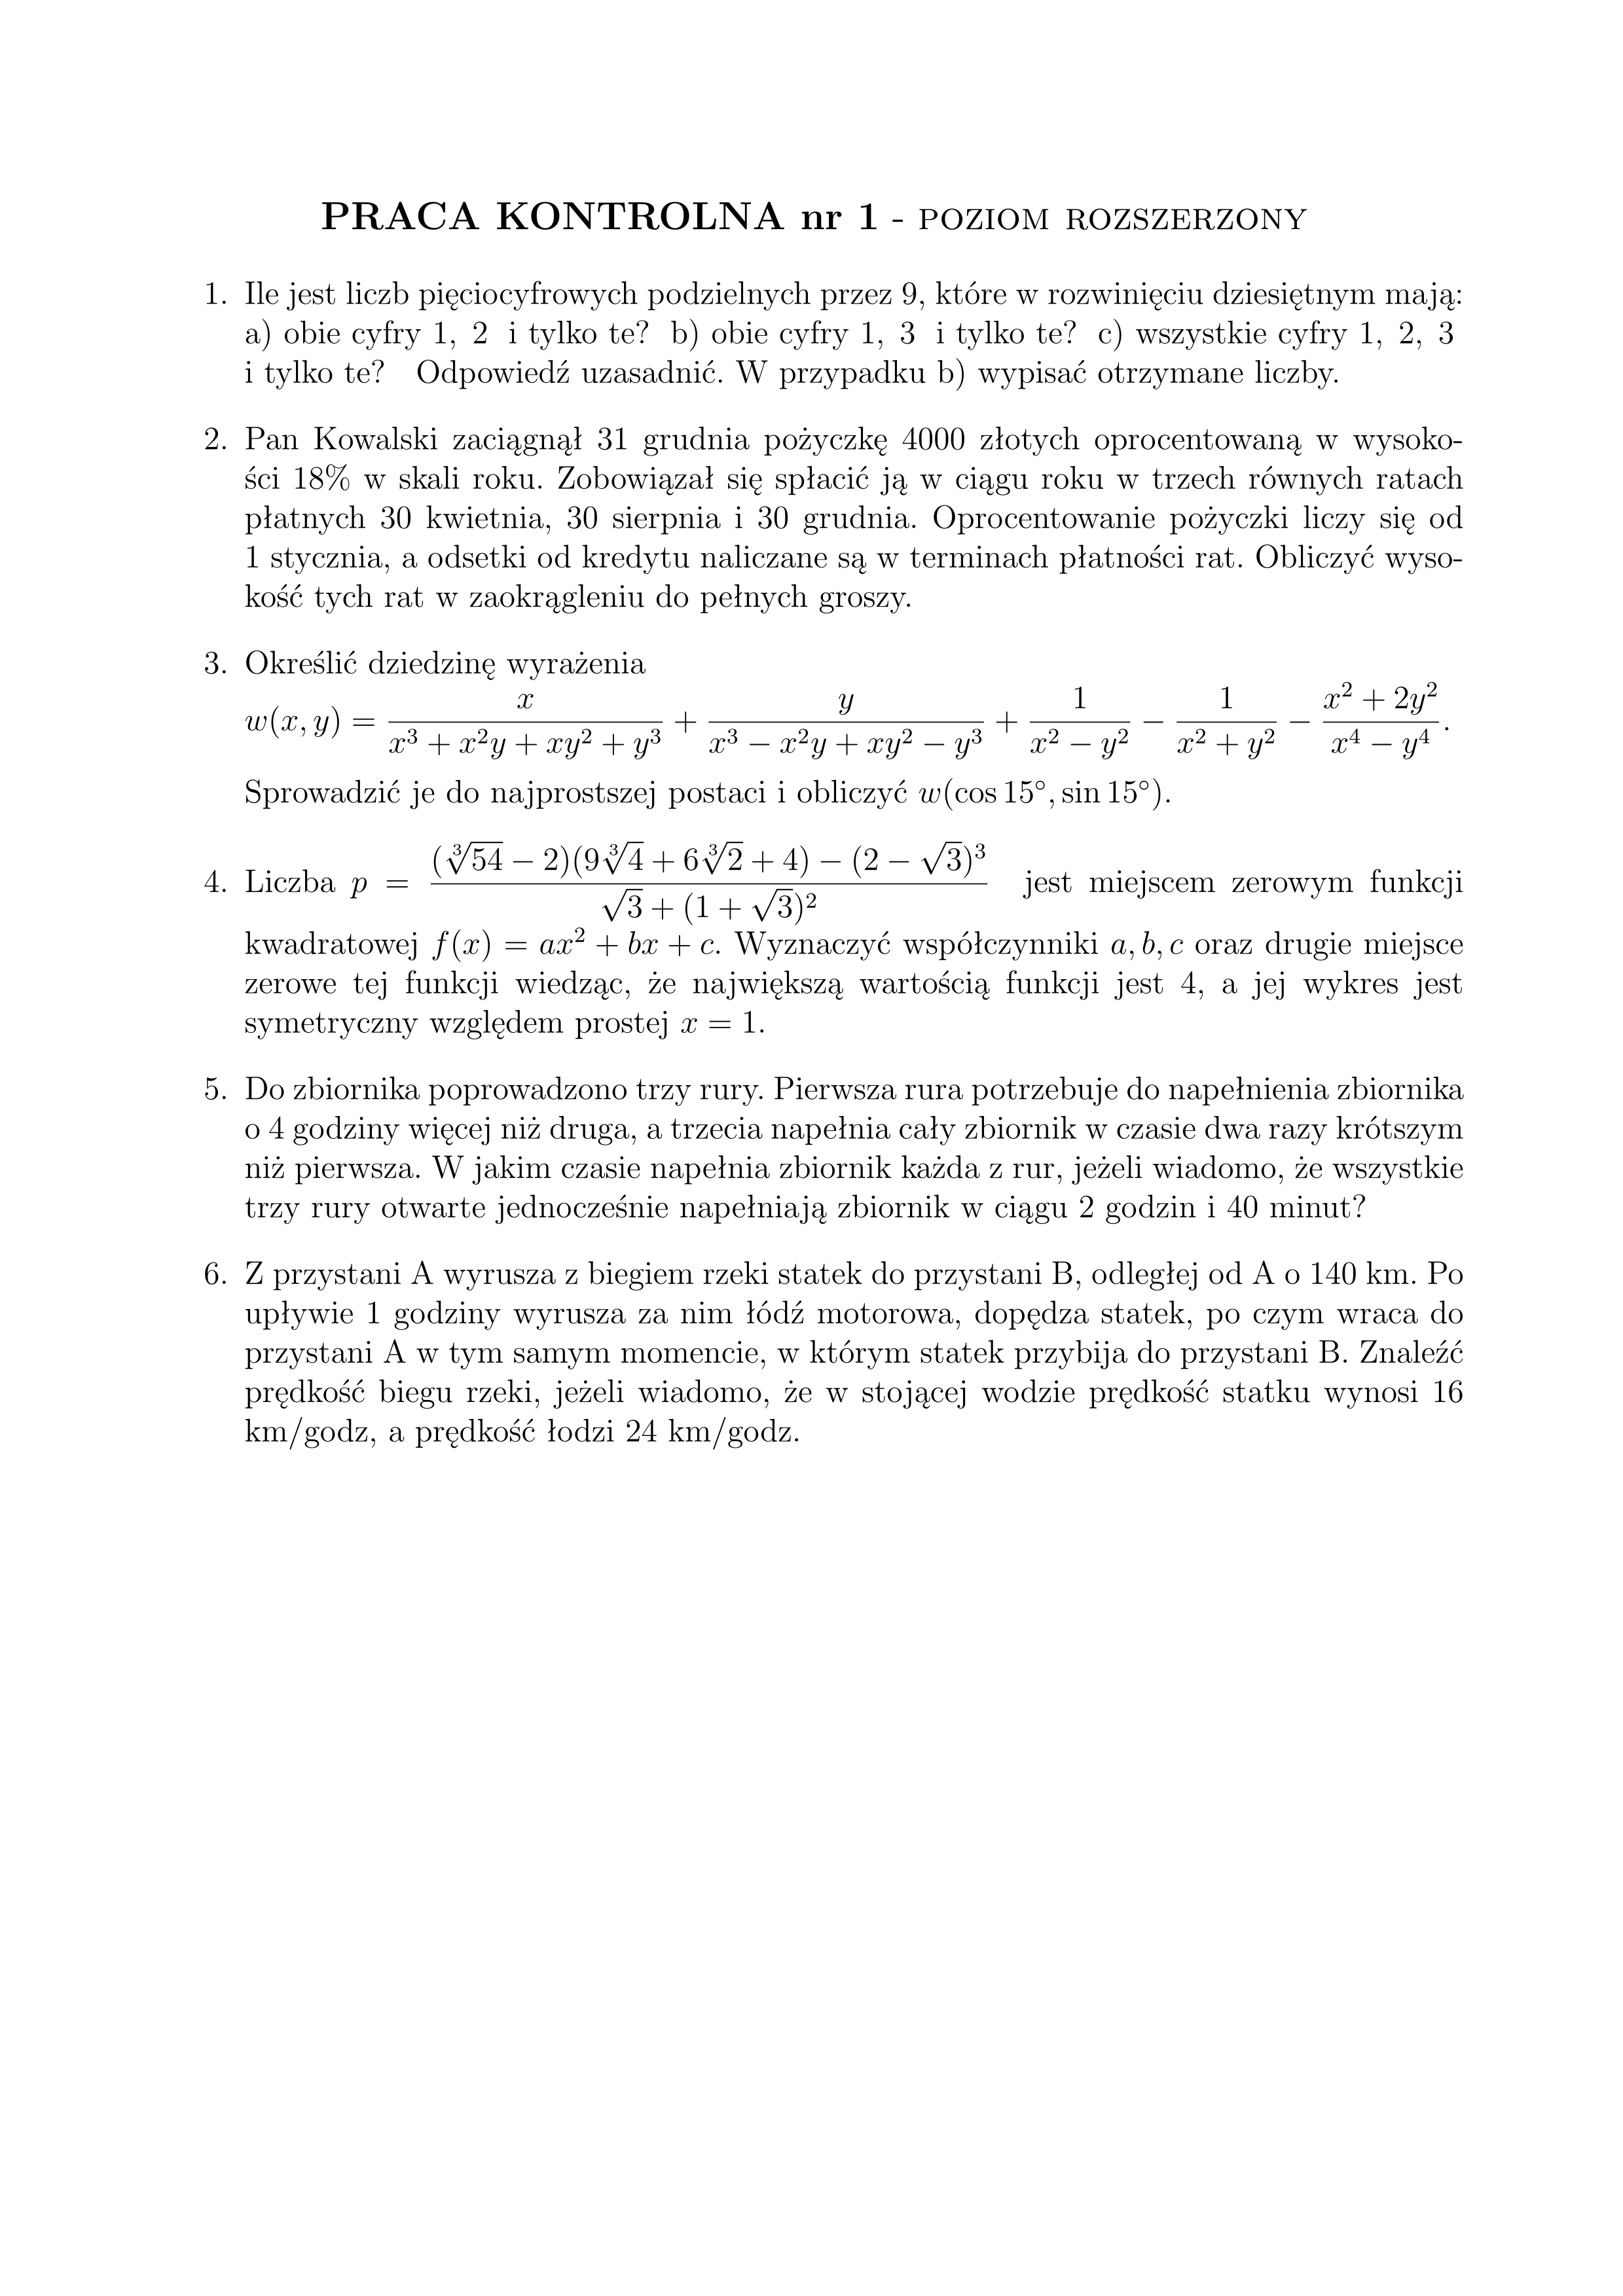 PRACA KONTROLNA nr 1 - POZIOM ROZSZERZONY
1. Ile jest liczb pięciocyfrowych podzielnych przez 9, które w rozwinięciu dziesiętnym mają:
a) obie cyfry 1, 2 i tylko te? b) obie cyfry 1, 3 i tylko te? c) wszystkie cyfry 1, 2, 3
i tylko te? Odpowiedź uzasadnić. W przypadku b) wypisać otrzymane liczby.
2. Pan Kowalski zaciągnął 31 grudnia pożyczkę 4000 złotych oprocentowaną w wysoko-
ści 18% w skali roku. Zobowiązał się spłacić ją w ciągu roku w trzech równych ratach
płatnych 30 kwietnia, 30 sierpnia i 30 grudnia. Oprocentowanie pożyczki liczy się od
1 stycznia, a odsetki od kredytu naliczane są w terminach płatności rat. Obliczyć wyso-
kość tych rat w zaokrągleniu do pełnych groszy.
3. Określić dziedzinę wyrażenia
$w(x, y) = \frac{x}{x^3 + x^2y + xy^2 + y^3} + \frac{y}{x^3 - x^2y + xy^2 - y^3} + \frac{1}{x^2 - y^2} - \frac{1}{x^2 + y^2} - \frac{x^2 + 2y^2}{x^4 - y^4}.$
Sprowadzić je do najprostszej postaci i obliczyć $w(\cos 15^\circ, \sin 15^\circ)$.
4. Liczba $p = \frac{(\sqrt[3]{54} - 2)(9\sqrt[3]{4} + 6\sqrt[3]{2} + 4) - (2 - \sqrt{3})^3}{\sqrt{3} + (1 + \sqrt{3})^2}$ jest miejscem zerowym funkcji
kwadratowej $f(x) = ax^2 + bx + c$. Wyznaczyć współczynniki $a, b, c$ oraz drugie miejsce
zerowe tej funkcji wiedząc, że największą wartością funkcji jest 4, a jej wykres jest
symetryczny względem prostej $x = 1$.
5. Do zbiornika poprowadzono trzy rury. Pierwsza rura potrzebuje do napełnienia zbiornika
o 4 godziny więcej niż druga, a trzecia napełnia cały zbiornik w czasie dwa razy krótszym
niż pierwsza. W jakim czasie napełnia zbiornik każda z rur, jeżeli wiadomo, że wszystkie
trzy rury otwarte jednocześnie napełniają zbiornik w ciągu 2 godzin i 40 minut?
6. Z przystani A wyrusza z biegiem rzeki statek do przystani B, odległej od A o 140 km. Po
upływie 1 godziny wyrusza za nim łódź motorowa, dopędza statek, po czym wraca do
przystani A w tym samym momencie, w którym statek przybija do przystani B. Znaleźć
prędkość biegu rzeki, jeżeli wiadomo, że w stojącej wodzie prędkość statku wynosi 16
km/godz, a prędkość łodzi 24 km/godz.